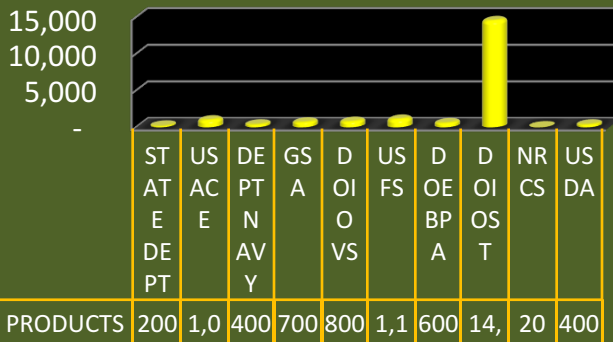 15,000
10,000
5,000
-
ST US DE GS D US D D NR US
AT AC PT A OI FS OE OI CS DA
E E N O BP OS
DE AV VS A T
PT Y
PRODUCTS 200 1,0 400 700 800 1,1 600 14, 20 400